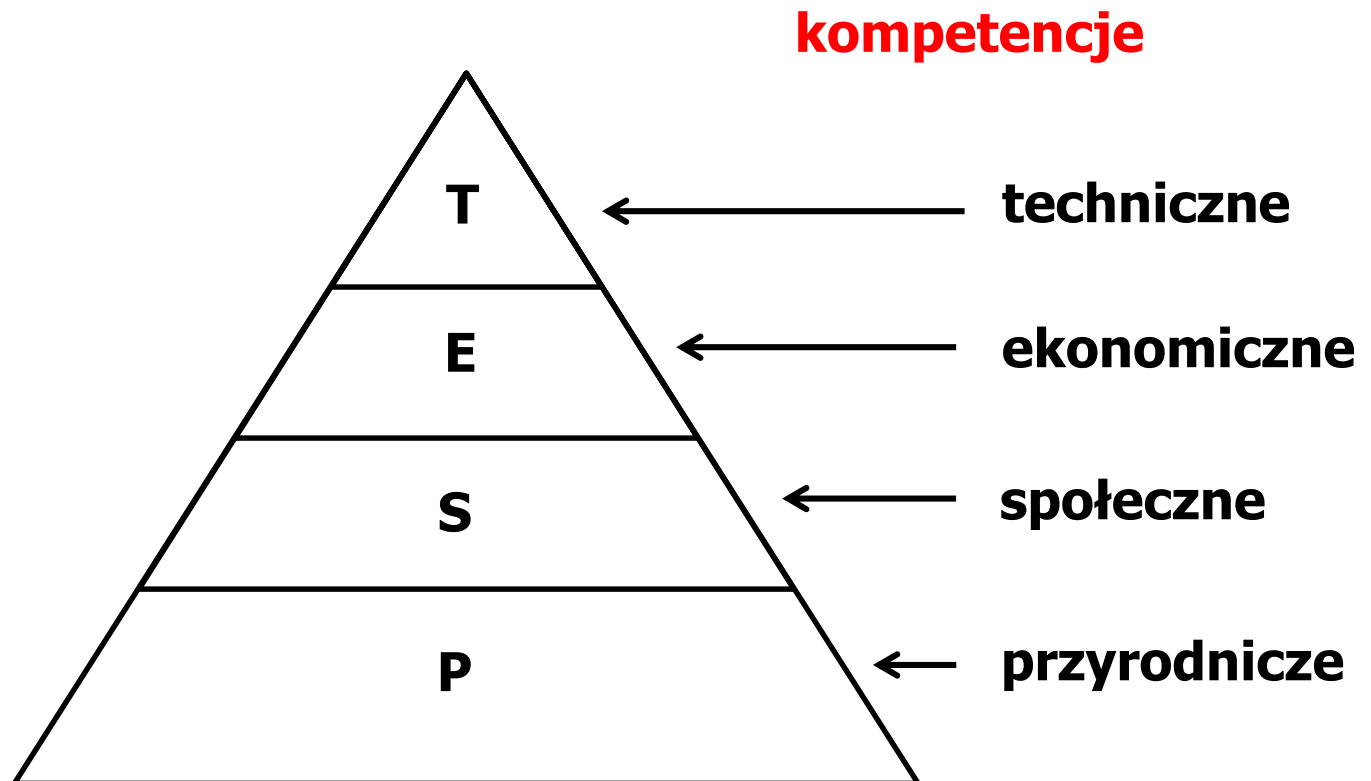 kompetencje
T techniczne
E ekonomiczne
S społeczne
P przyrodnicze